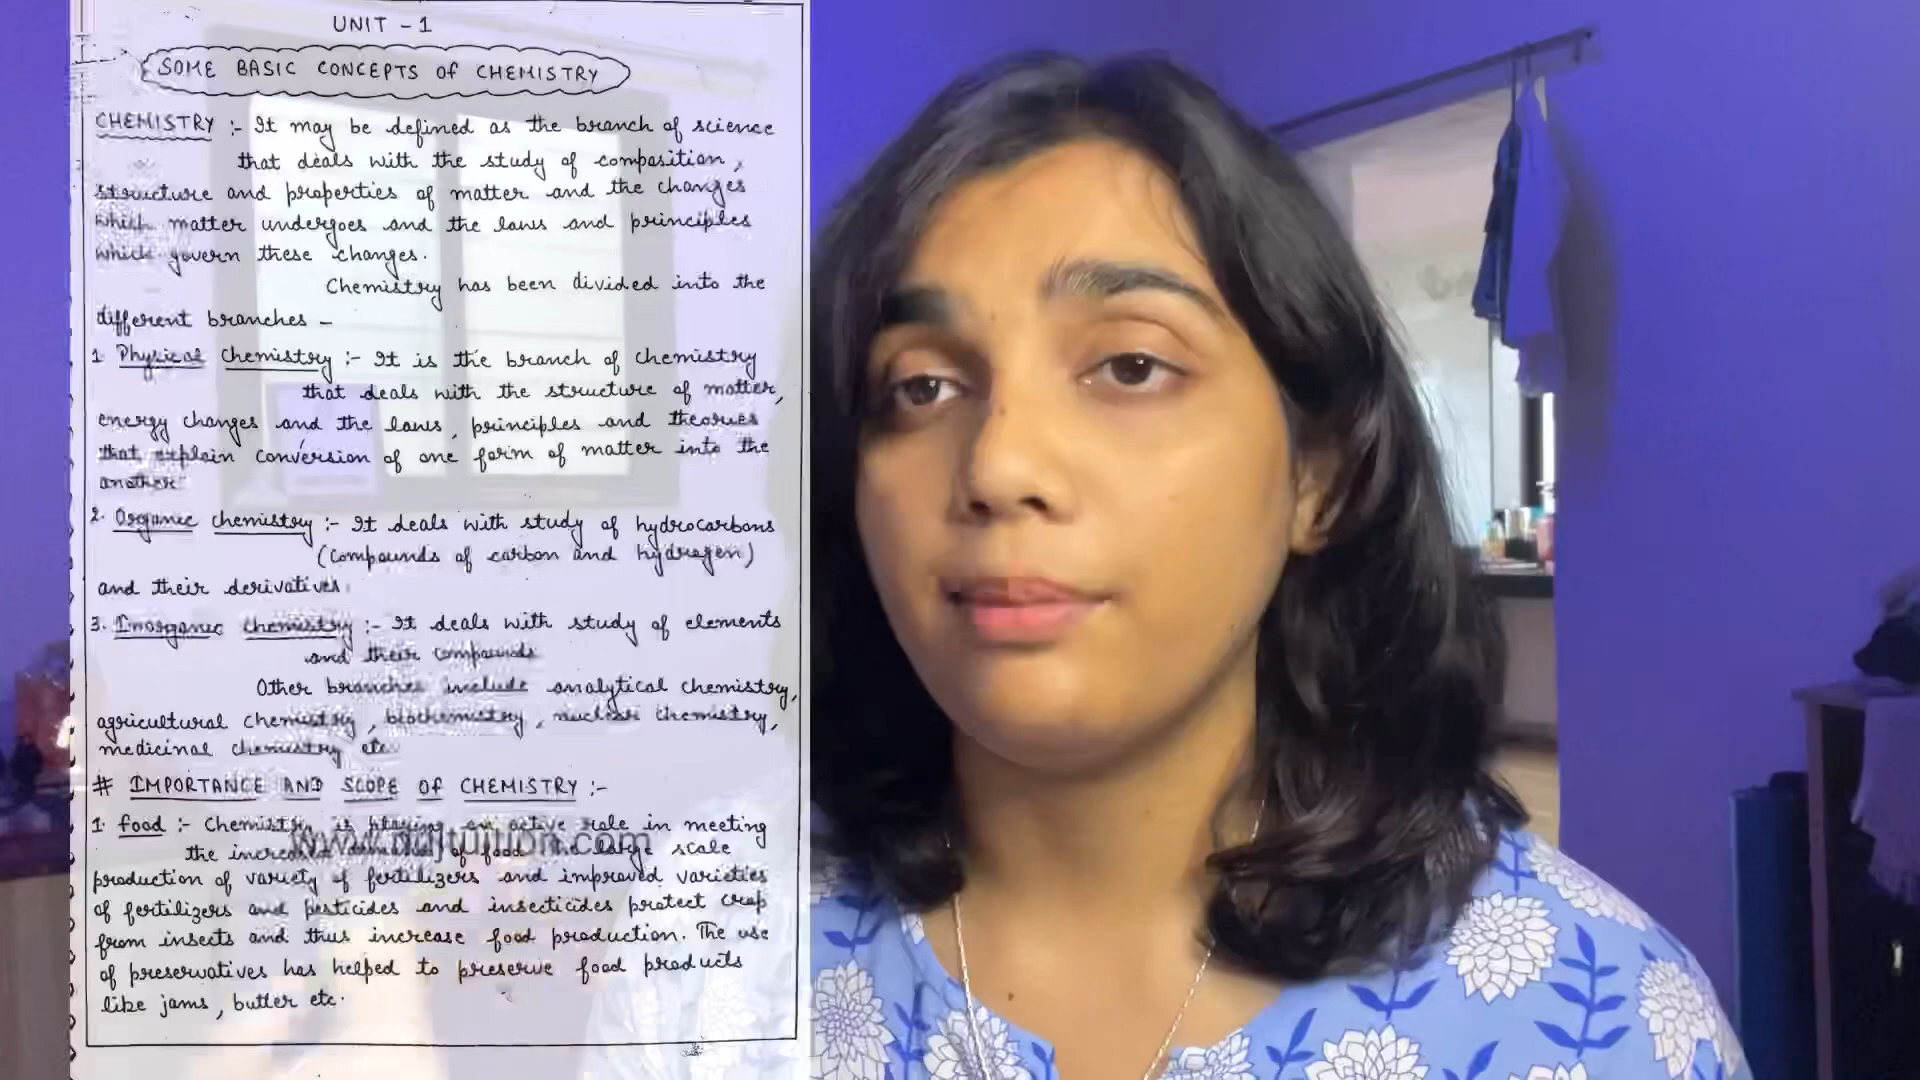 UNIT - 1
SOME BASIC CONCEPTS OF CHEMISTRY
CHEMISTRY :- It may be defined as the branch of science
that deals with the study of composition,
structure and properties of matter and the changes
which matter undergoes and the laws and principles
which govern these changes.
Chemistry has been divided into the
different branches -
1. Physical Chemistry :- It is the branch of chemistry
that deals with the structure of matter,
energy changes and the laws, principles and theories
that explain conversion of one form of matter into the
another
2. Organic chemistry :- It deals with study of hydrocarbons
(compounds of carbon and hydrogen)
and their derivatives.
3. Inorganic chemistry :- It deals with study of elements
and their compounds
Other branches include analytical chemistry,
agricultural chemistry, biochemistry, nuclear chemistry,
medicinal chemistry etc
# IMPORTANCE AND SCOPE OF CHEMISTRY :-
1. food :- Chemistry is playing an active role in meeting
the of food scale
production of variety of fertilizers and improved varieties
of fertilizers and pesticides and insecticides protect crop
from insects and thus increase food production. The use
of preservatives has helped to preserve food products
like jams, butter etc.